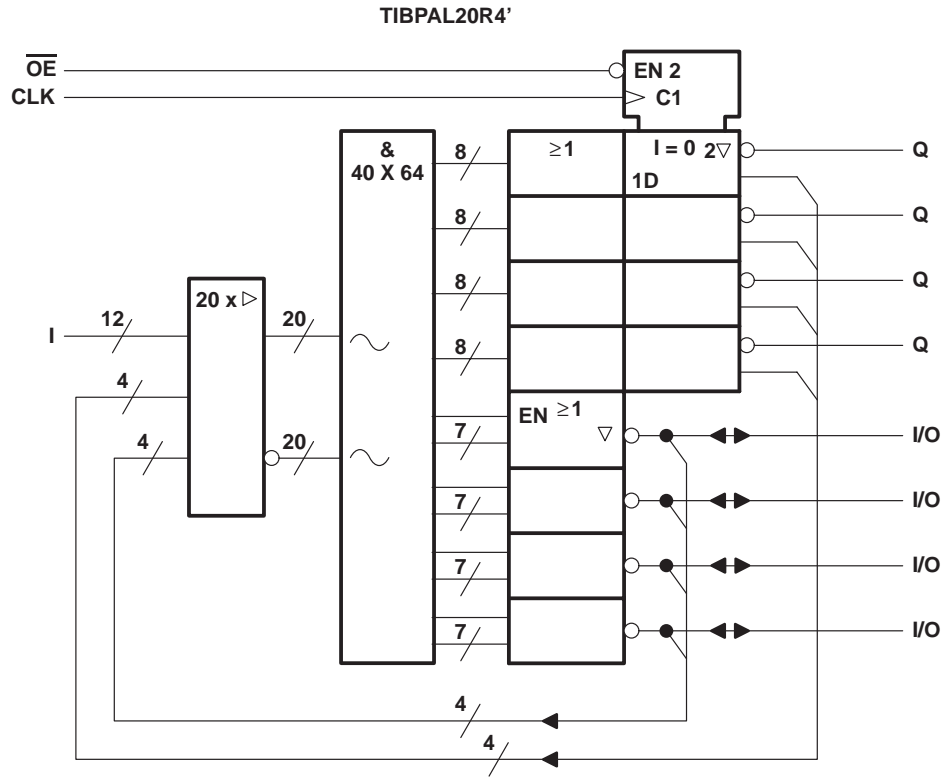 TIBPAL20R4’
OE
EN 2
CLK
C1
&
40 X 64
8
≥1
I = 0 2▽
Q
1D
8
Q
20 x ▷
8
Q
I
12
20
8
Q
4
EN ≥1
▽
7
I/O
4
20
7
I/O
7
I/O
7
I/O
4
4